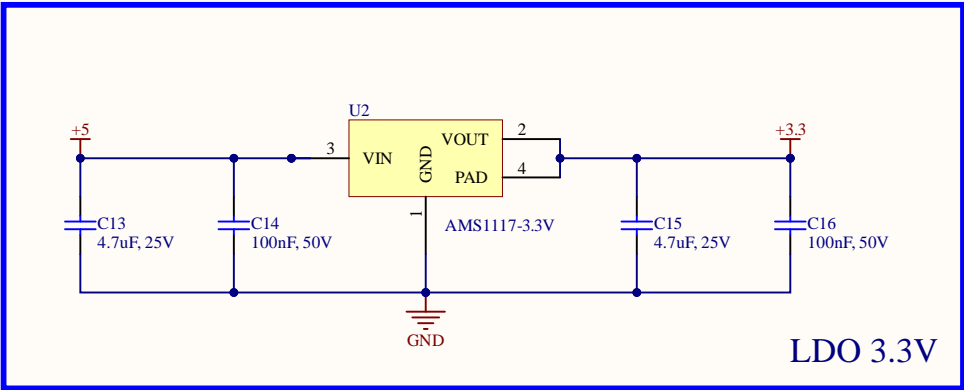 U2
+5
+3.3
3
VIN
GND
VOUT
2
PAD
4
1
AMS1117-3.3V
C13
4.7uF, 25V
C14
100nF, 50V
C15
4.7uF, 25V
C16
100nF, 50V
GND
LDO 3.3V